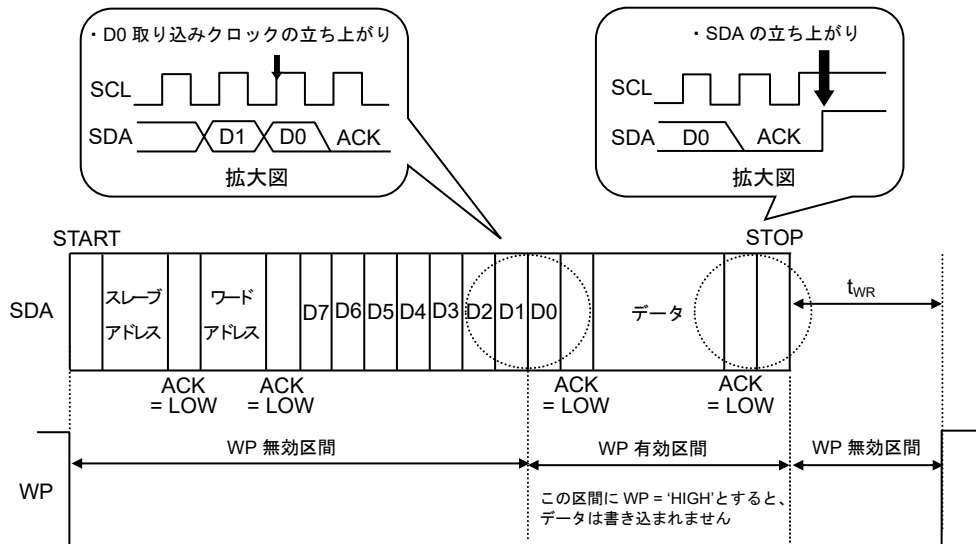 ・D0 取り込みクロックの立ち上がり
SCL
SDA
D1
D0
ACK
拡大図
・SDA の立ち上がり
SCL
SDA
D0
ACK
拡大図
START
STOP
SDA
スレーブ
アドレス
ワード
アドレス
D7
D6
D5
D4
D3
D2
D1
D0
データ
tWR
ACK
= LOW
ACK
= LOW
ACK
= LOW
ACK
= LOW
WP 無効区間
WP 有効区間
WP 無効区間
WP
この区間に WP = 'HIGH'とすると、
データは書き込まれません